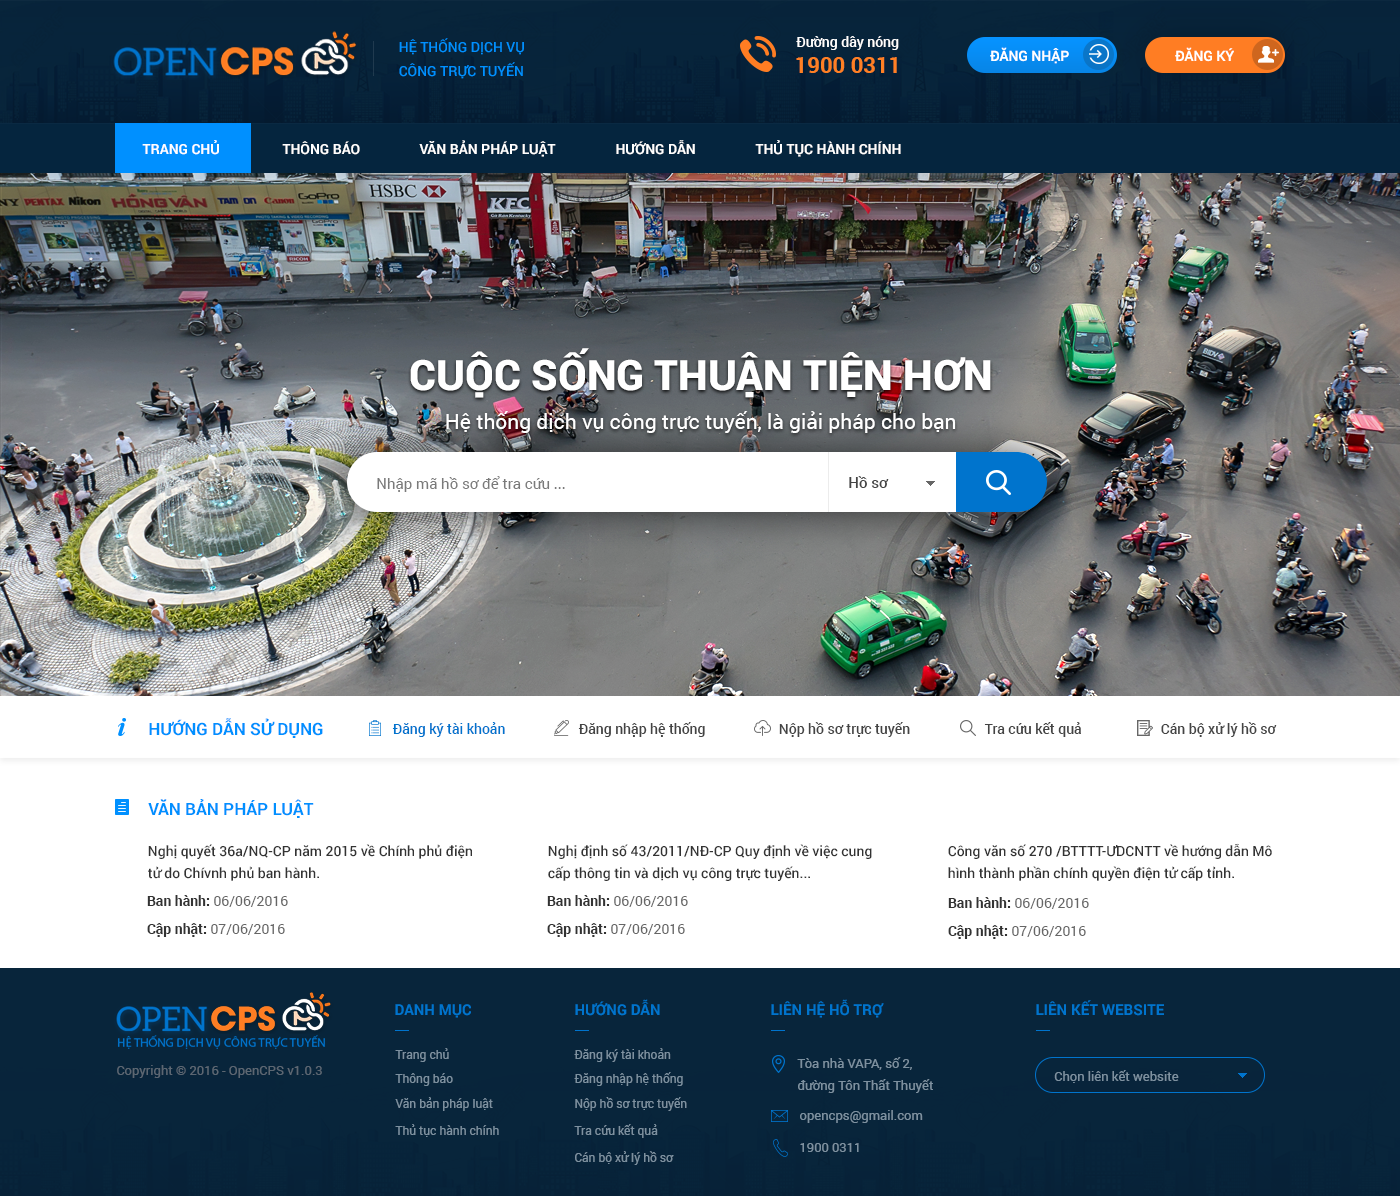 OPENCPS
HỆ THỐNG DỊCH VỤ
CÔNG TRỰC TUYẾN
Đường dây nóng
1900 0311
ĐĂNG NHẬP
ĐĂNG KÝ
TRANG CHỦ
THÔNG BÁO
VĂN BẢN PHÁP LUẬT
HƯỚNG DẪN
THỦ TỤC HÀNH CHÍNH
PENTAX
Nikon
HỒNG VÂN
TAM ON
Canon
GoPro
HSBC
KFC
BIDV
CUỘC SỐNG THUẬN TIỆN HƠN
Hệ thống dịch vụ công trực tuyến, là giải pháp cho bạn
Nhập mã hồ sơ để tra cứu ...
Hồ sơ
HƯỚNG DẪN SỬ DỤNG
Đăng ký tài khoản
Đăng nhập hệ thống
Nộp hồ sơ trực tuyến
Tra cứu kết quả
Cán bộ xử lý hồ sơ
VĂN BẢN PHÁP LUẬT
Nghị quyết 36a/NQ-CP năm 2015 về Chính phủ điện
tử do Chívnh phủ ban hành.
Ban hành: 06/06/2016
Cập nhật: 07/06/2016
Nghị định số 43/2011/NĐ-CP Quy định về việc cung
cấp thông tin và dịch vụ công trực tuyến...
Ban hành: 06/06/2016
Cập nhật: 07/06/2016
Công văn số 270 /BTTTT-ƯDCNTT về hướng dẫn Mô
hình thành phần chính quyền điện tử cấp tỉnh.
Ban hành: 06/06/2016
Cập nhật: 07/06/2016
OPENCPS
HỆ THỐNG DỊCH VỤ CÔNG TRỰC TUYẾN
Copyright © 2016 - OpenCPS v1.0.3
DANH MỤC
Trang chủ
Thông báo
Văn bản pháp luật
Thủ tục hành chính
HƯỚNG DẪN
Đăng ký tài khoản
Đăng nhập hệ thống
Nộp hồ sơ trực tuyến
Tra cứu kết quả
Cán bộ xử lý hồ sơ
LIÊN HỆ HỖ TRỢ
Tòa nhà VAPA, số 2,
đường Tôn Thất Thuyết
opencps@gmail.com
1900 0311
LIÊN KẾT WEBSITE
Chọn liên kết website